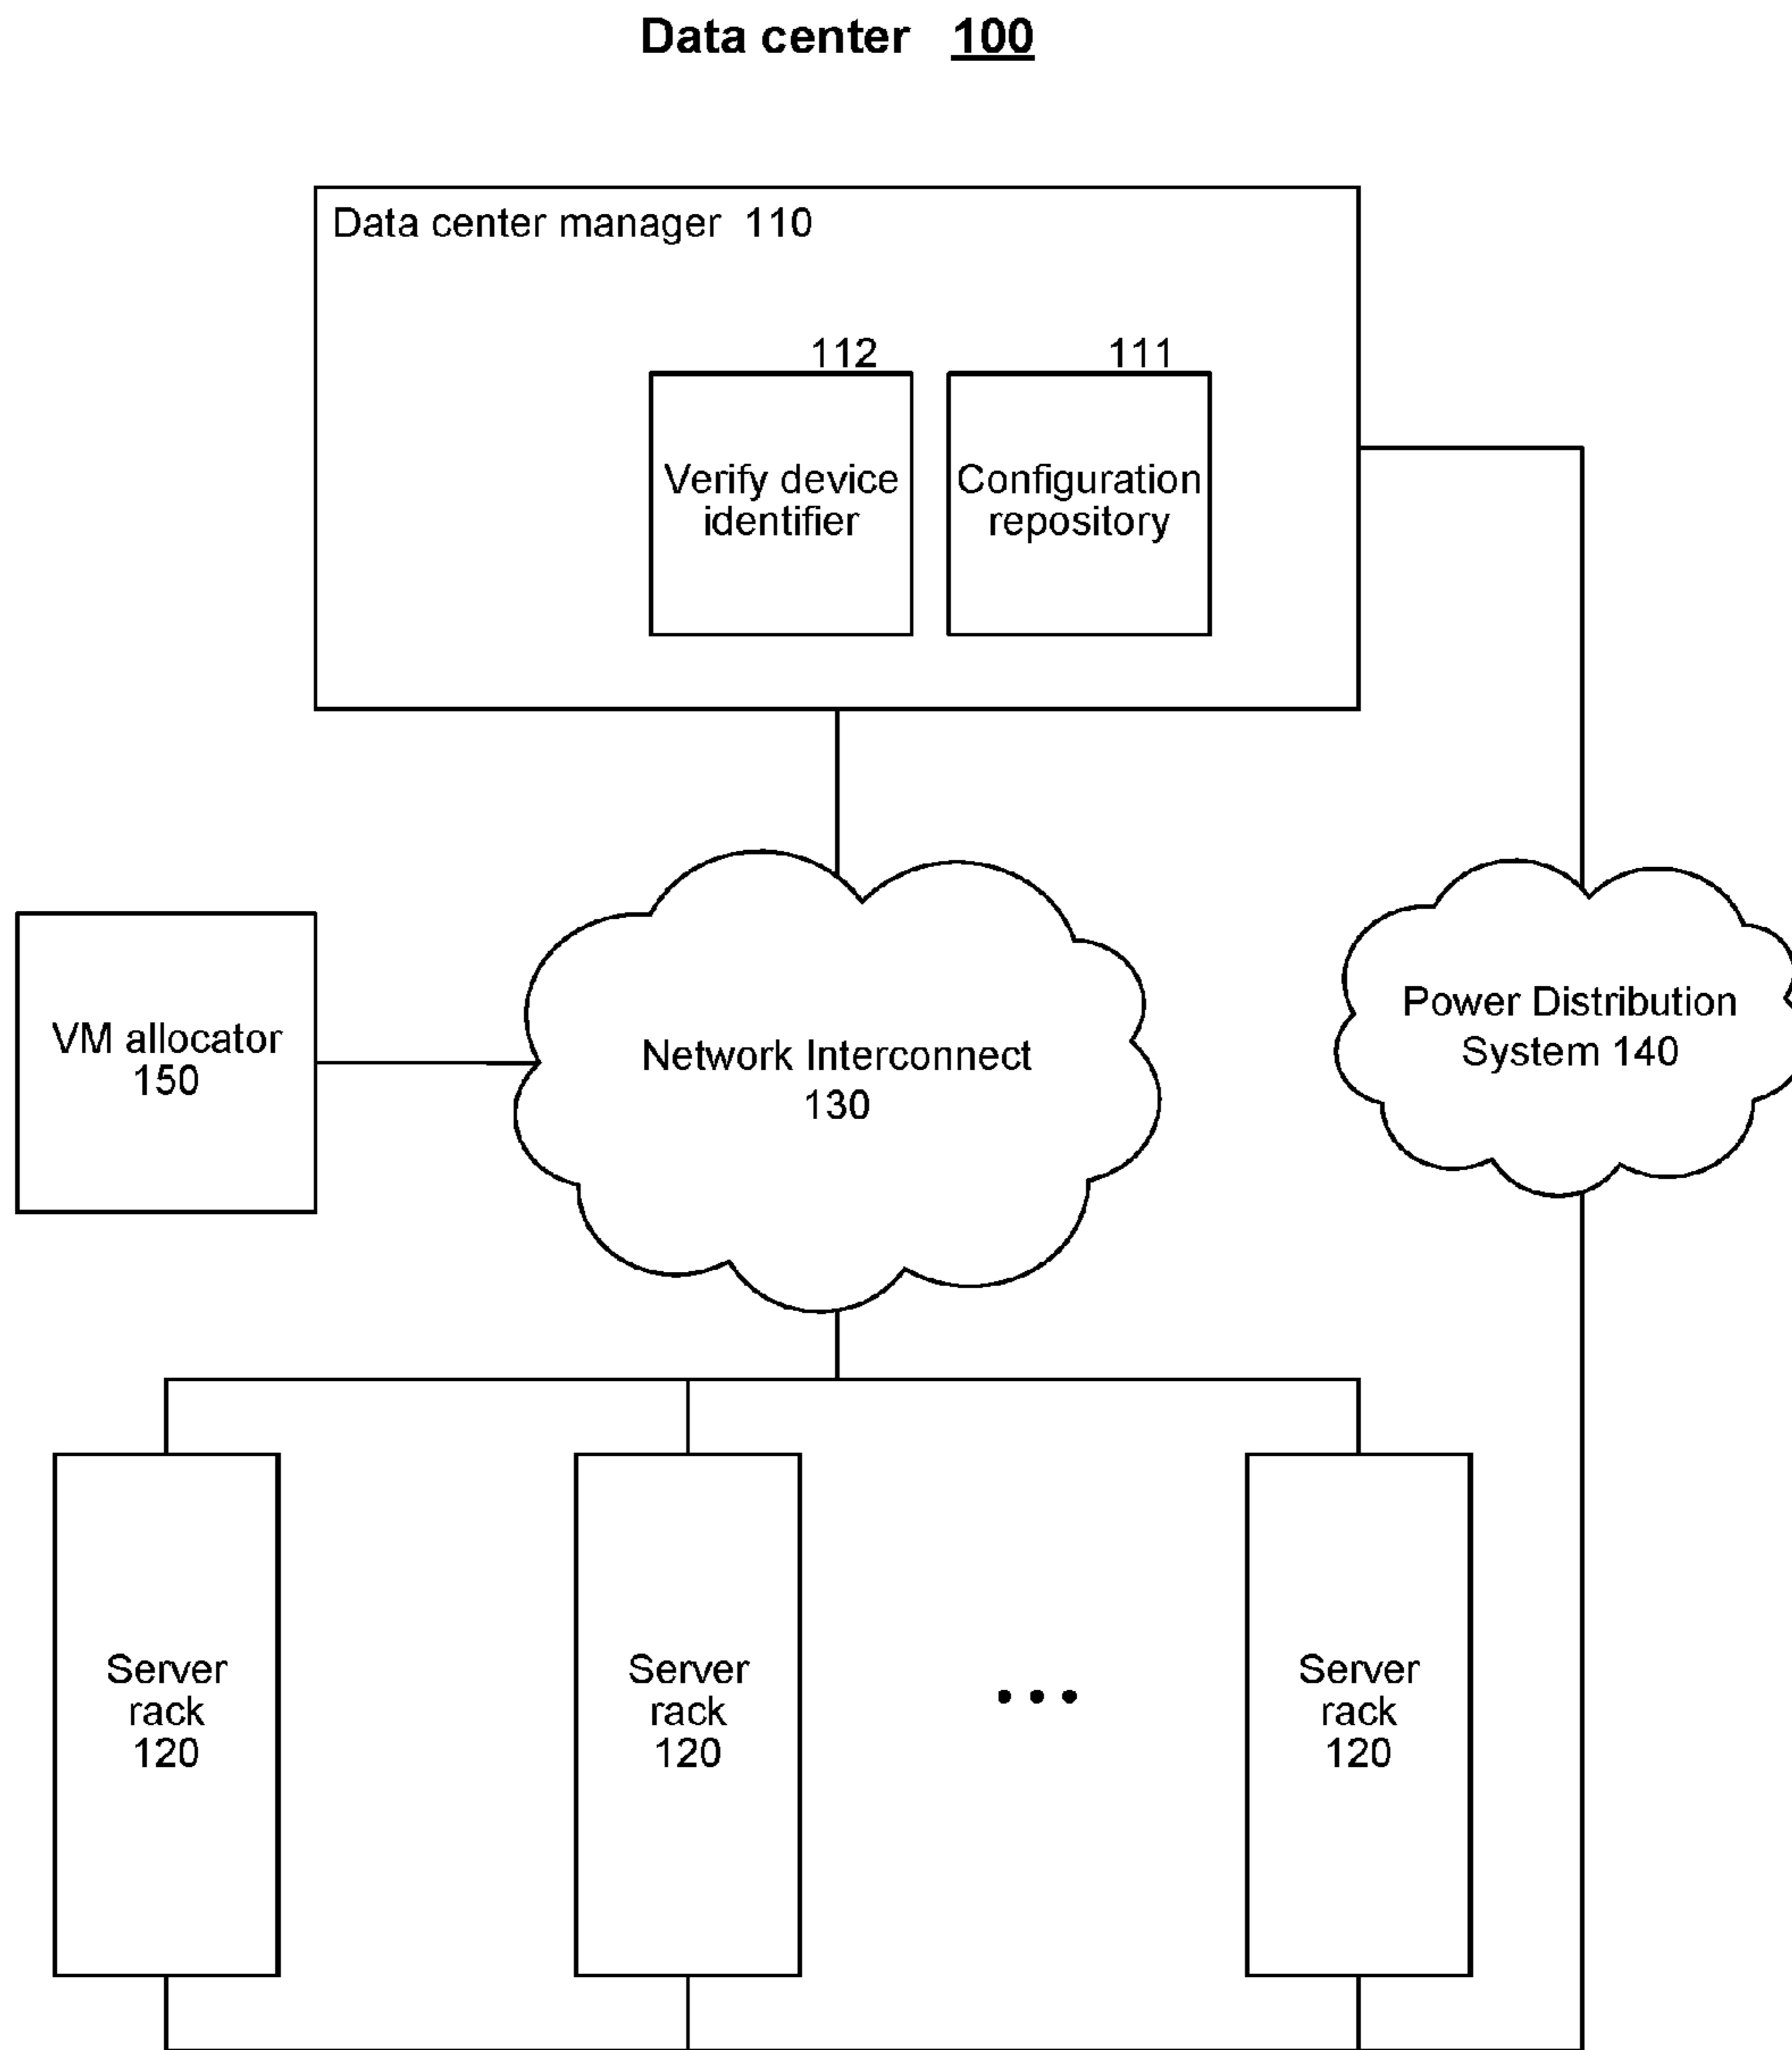 Data center 100
Data center manager 110
112
111
Verify device
identifier
Configuration
repository
VM allocator
150
Network Interconnect
130
Power Distribution
System 140
Server
rack
120
Server
rack
120
• • •
Server
rack
120